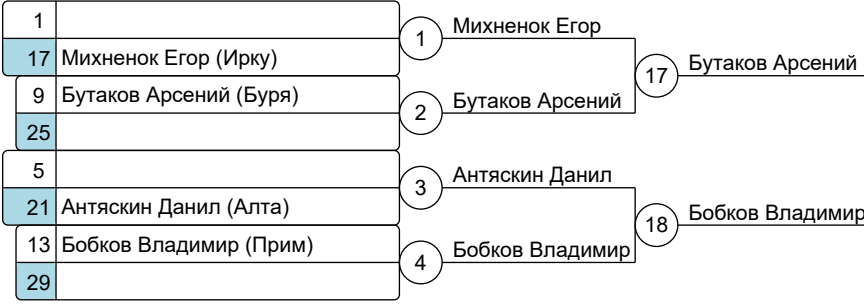 1
17 Михненок Егор (Ирку)
1
Михненок Егор
9 Бутаков Арсений (Буря)
25
2
Бутаков Арсений
17
Бутаков Арсений
5
21 Антяскин Данил (Алта)
3
Антяскин Данил
13 Бобков Владимир (Прим)
29
4
Бобков Владимир
18
Бобков Владимир